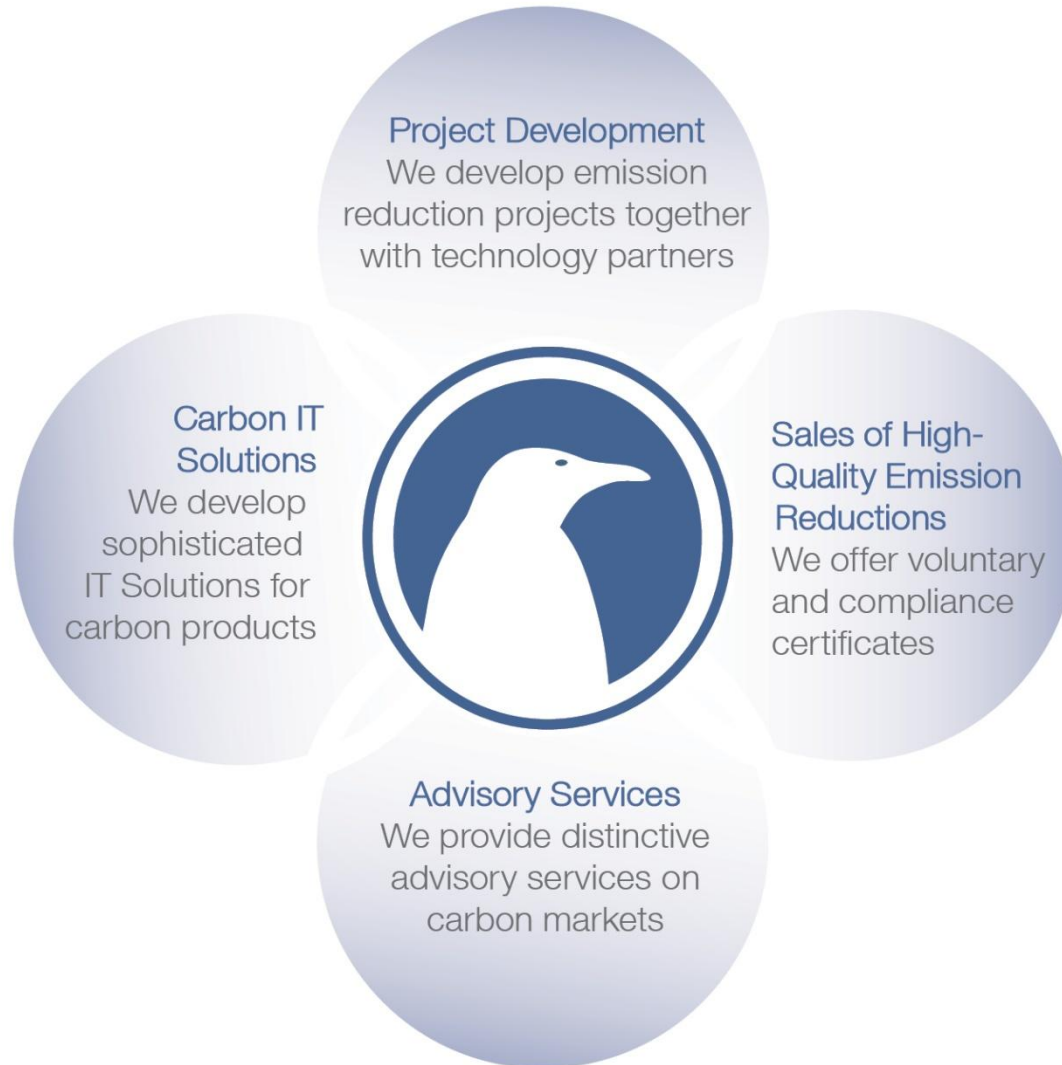 Project Development
We develop emission
reduction projects together
with technology partners
Carbon IT
Solutions
We develop
sophisticated
IT Solutions for
carbon products
Sales of High-
Quality Emission
Reductions
We offer voluntary
and compliance
certificates
Advisory Services
We provide distinctive
advisory services on
carbon markets